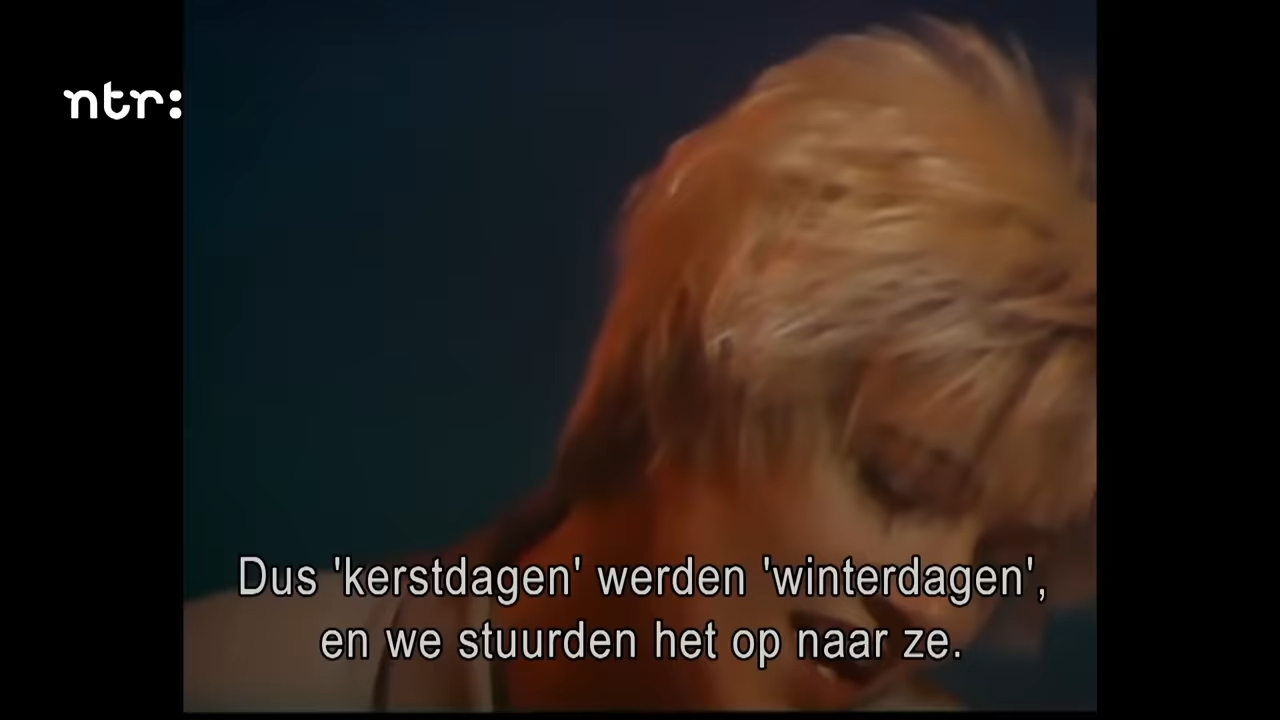 ntr:
Dus 'kerstdagen' werden 'winterdagen',
en we stuurden het op naar ze.